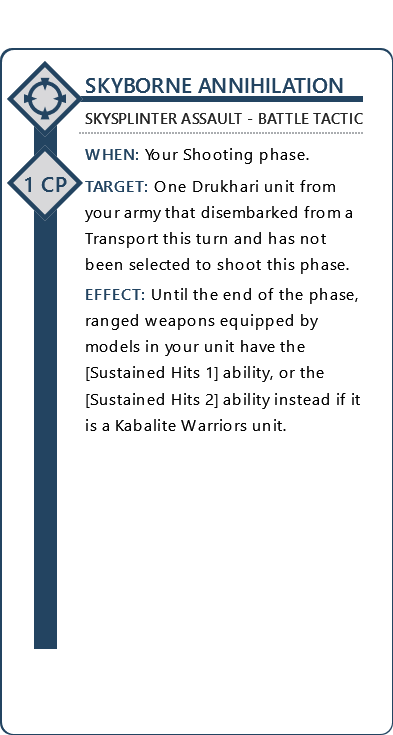 SKYBORNE ANNIHILATION
SKYSPLINTER ASSAULT - BATTLE TACTIC
WHEN: Your Shooting phase.
1 CP
TARGET: One Drukhari unit from
your army that disembarked from a
Transport this turn and has not
been selected to shoot this phase.
EFFECT: Until the end of the phase,
ranged weapons equipped by
models in your unit have the
[Sustained Hits 1] ability, or the
[Sustained Hits 2] ability instead if it
is a Kabalite Warriors unit.